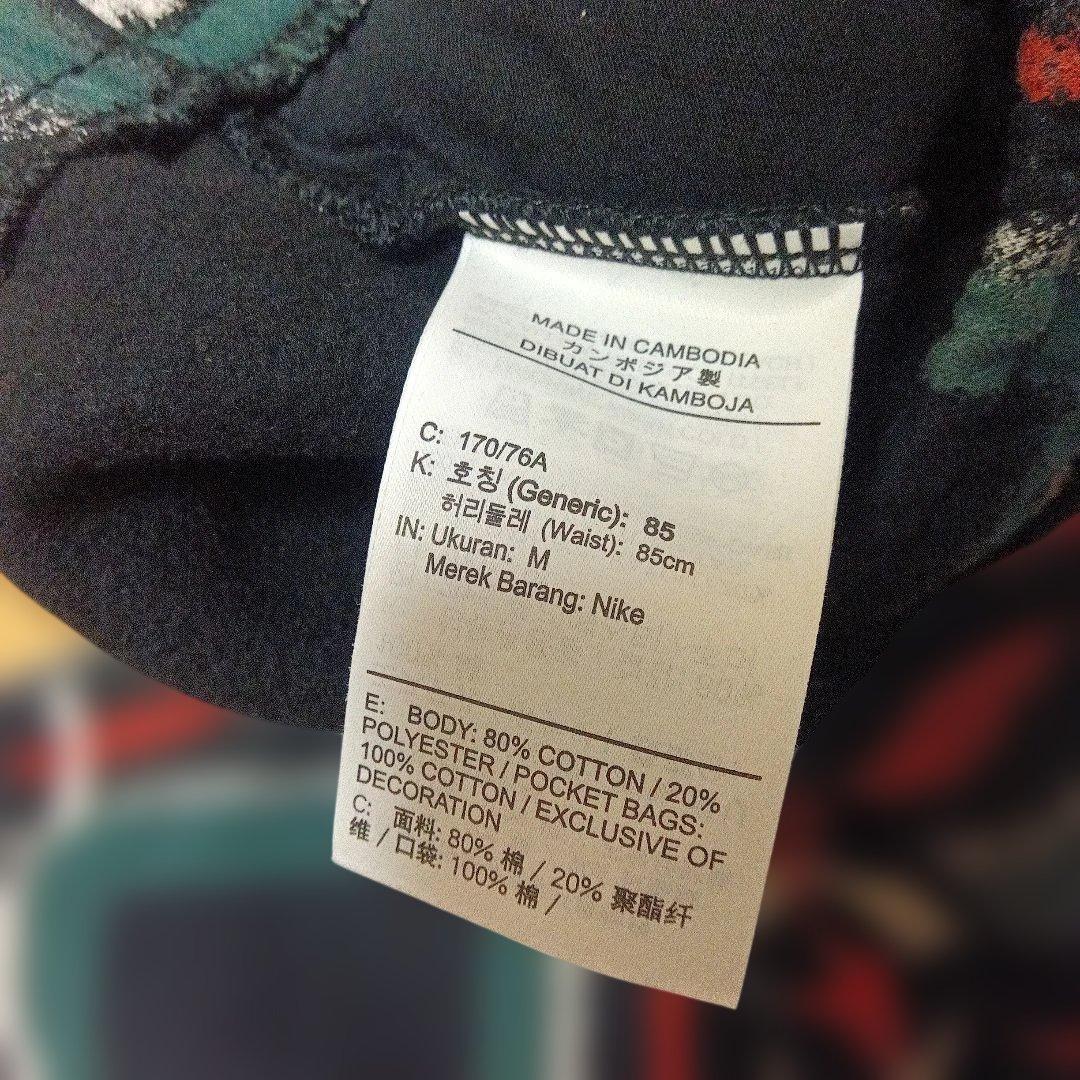 MADE IN CAMBODIA
カンボジア製
DIBUAT DI KAMBOJA
C: 170/76A
K: 호칭 (Generic): 85
허리둘레 (Waist): 85cm
IN: Ukuran: M
Merek Barang: Nike
E: BODY: 80% COTTON / 20%
POLYESTER / POCKET BAGS:
100% COTTON / EXCLUSIVE OF
DECORATION
C: 面料: 80% 棉 / 20% 聚酯纤
维 / 口袋: 100% 棉 /